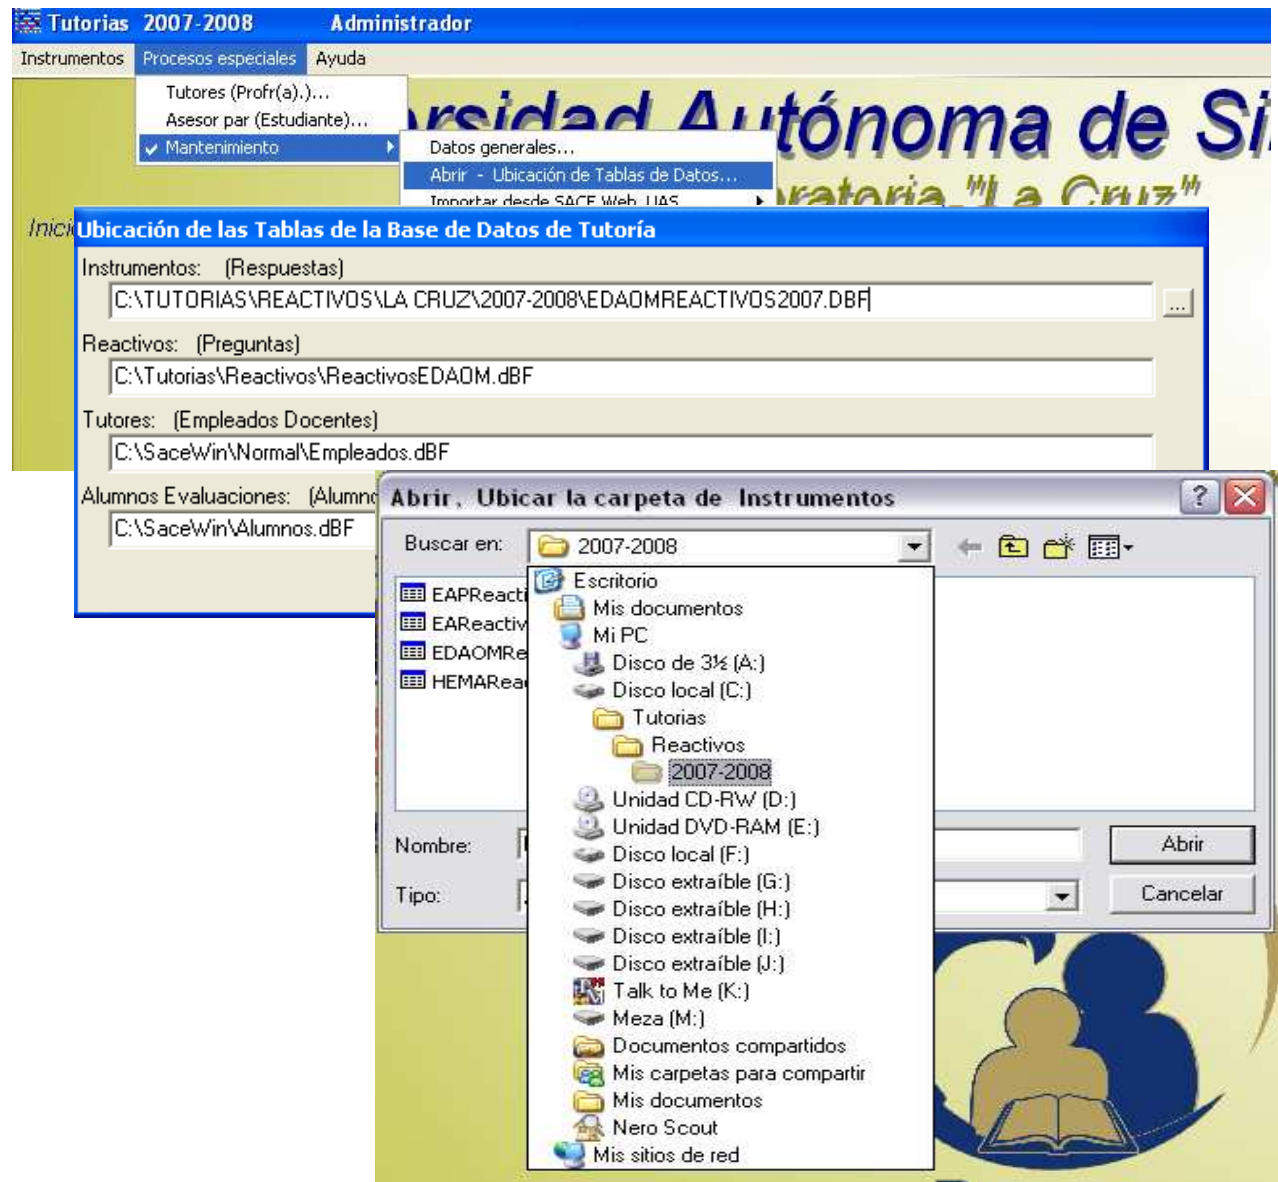 Tutorias 2007-2008 Administrador
Instrumentos Procesos especiales Ayuda
Tutores (Profr(a).)...
Asesor par (Estudiante)...
Mantenimiento
Autónoma de
Datos generales...
Abrir - Ubicación de Tablas de Datos...
Importar desde SACE Web UAS
"La Cruz"
Ubicación de las Tablas de la Base de Datos de Tutoría
Instrumentos: (Respuestas)
C:\TUTORIAS\REACTIVOS\LA CRUZ\2007-2008\EDAOMREACTIVOS2007.DBF
...
Reactivos: (Preguntas)
C:\Tutorias\Reactivos\ReactivosEDAOM.dBF
Tutores: (Empleados Docentes)
C:\SaceWin\Normal\Empleados.dBF
Alumnos Evaluaciones:
C:\SaceWin\Alumnos.dBF
Abrir, Ubicar la carpeta de Instrumentos
Buscar en: 2007-2008
EAPReacti
EAReactiv
EDAOMRe
HEMAReac
Escritorio
Mis documentos
Mi PC
Disco de 3½ (A:)
Disco local (C:)
Tutorias
Reactivos
2007-2008
Unidad CD-RW (D:)
Unidad DVD-RAM (E:)
Disco local (F:)
Disco extraíble (G:)
Disco extraíble (H:)
Disco extraíble (I:)
Disco extraíble (J:)
Talk to Me (K:)
Meza (M:)
Documentos compartidos
Mis carpetas para compartir
Mis documentos
Nero Scout
Mis sitios de red
Nombre:
Abrir
Tipo:
Cancelar